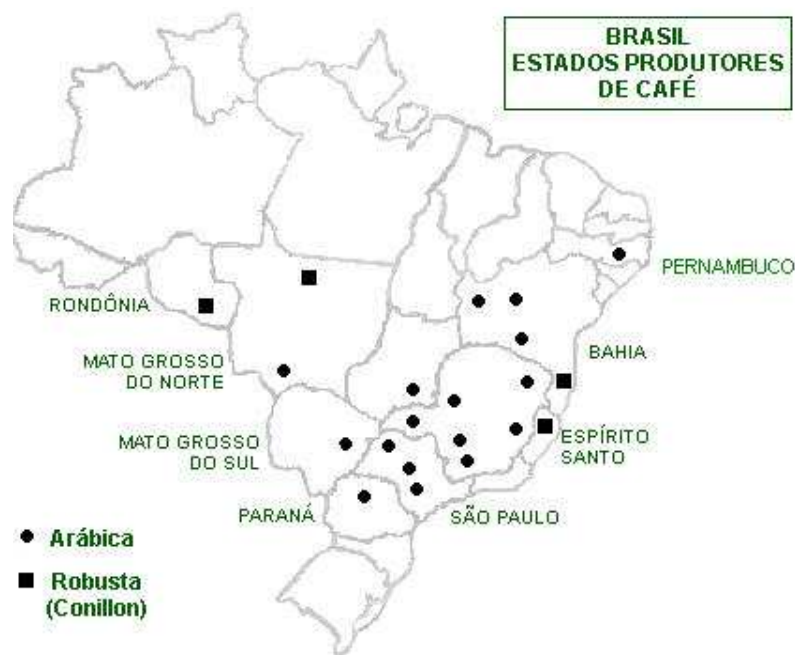 BRASIL
ESTADOS PRODUTORES
DE CAFÉ
PERNAMBUCO
RONDÔNIA
BAHIA
MATO GROSSO
DO NORTE
MATO GROSSO
DO SUL
ESPÍRITO
SANTO
PARANÁ
SÃO PAULO
Arábica
Robusta
(Conillon)